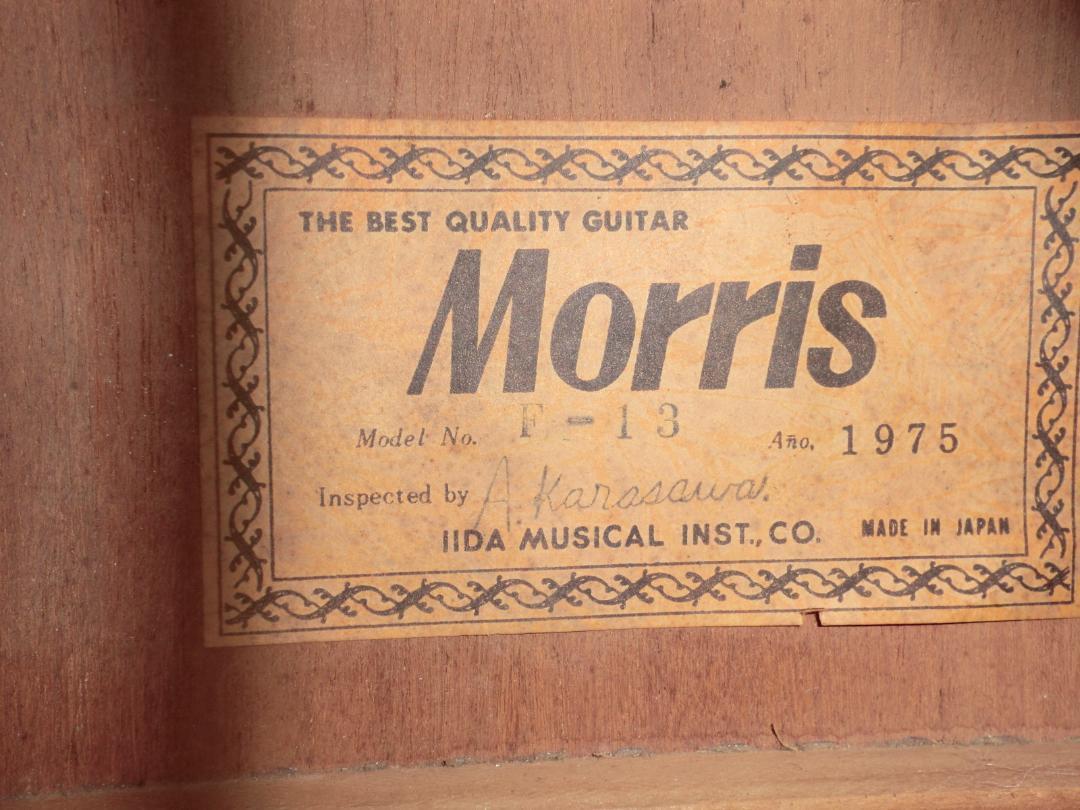 THE BEST QUALITY GUITAR
Morris
Model No. F-13 Año, 1975
Inspected by A. Karasawa.
IIDA MUSICAL INST., CO. MADE IN JAPAN